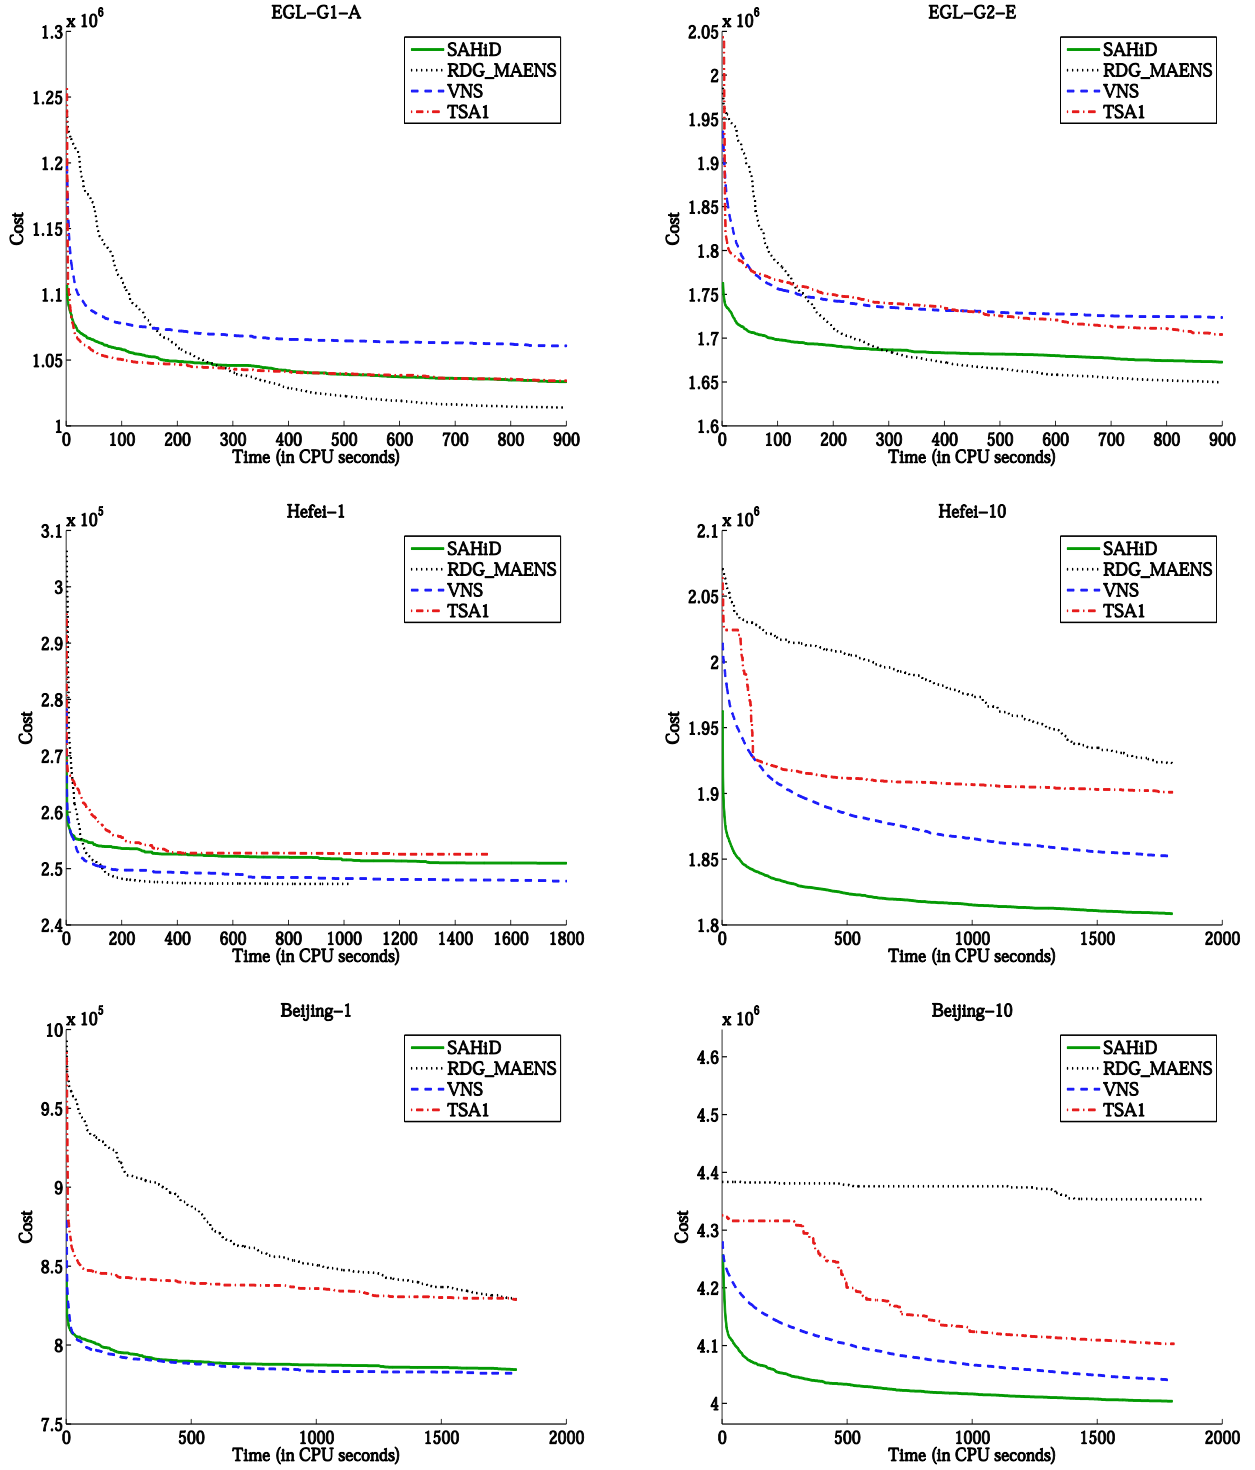 EGL−G1−A
x 10^6
1.3
1.25
1.2
1.15
1.1
1.05
1
Cost
0 100 200 300 400 500 600 700 800 900
Time (in CPU seconds)
SAHiD
RDG_MAENS
VNS
TSA1
EGL−G2−E
x 10^6
2.05
2
1.95
1.9
1.85
1.8
1.75
1.7
1.65
1.6
Cost
0 100 200 300 400 500 600 700 800 900
Time (in CPU seconds)
SAHiD
RDG_MAENS
VNS
TSA1
Hefei−1
x 10^5
3.1
3
2.9
2.8
2.7
2.6
2.5
2.4
Cost
0 200 400 600 800 1000 1200 1400 1600 1800
Time (in CPU seconds)
SAHiD
RDG_MAENS
VNS
TSA1
Hefei−10
x 10^6
2.1
2.05
2
1.95
1.9
1.85
1.8
Cost
0 500 1000 1500 2000
Time (in CPU seconds)
SAHiD
RDG_MAENS
VNS
TSA1
Beijing−1
x 10^5
10
9.5
9
8.5
8
7.5
Cost
0 500 1000 1500 2000
Time (in CPU seconds)
SAHiD
RDG_MAENS
VNS
TSA1
Beijing−10
x 10^6
4.6
4.5
4.4
4.3
4.2
4.1
4
Cost
0 500 1000 1500 2000
Time (in CPU seconds)
SAHiD
RDG_MAENS
VNS
TSA1